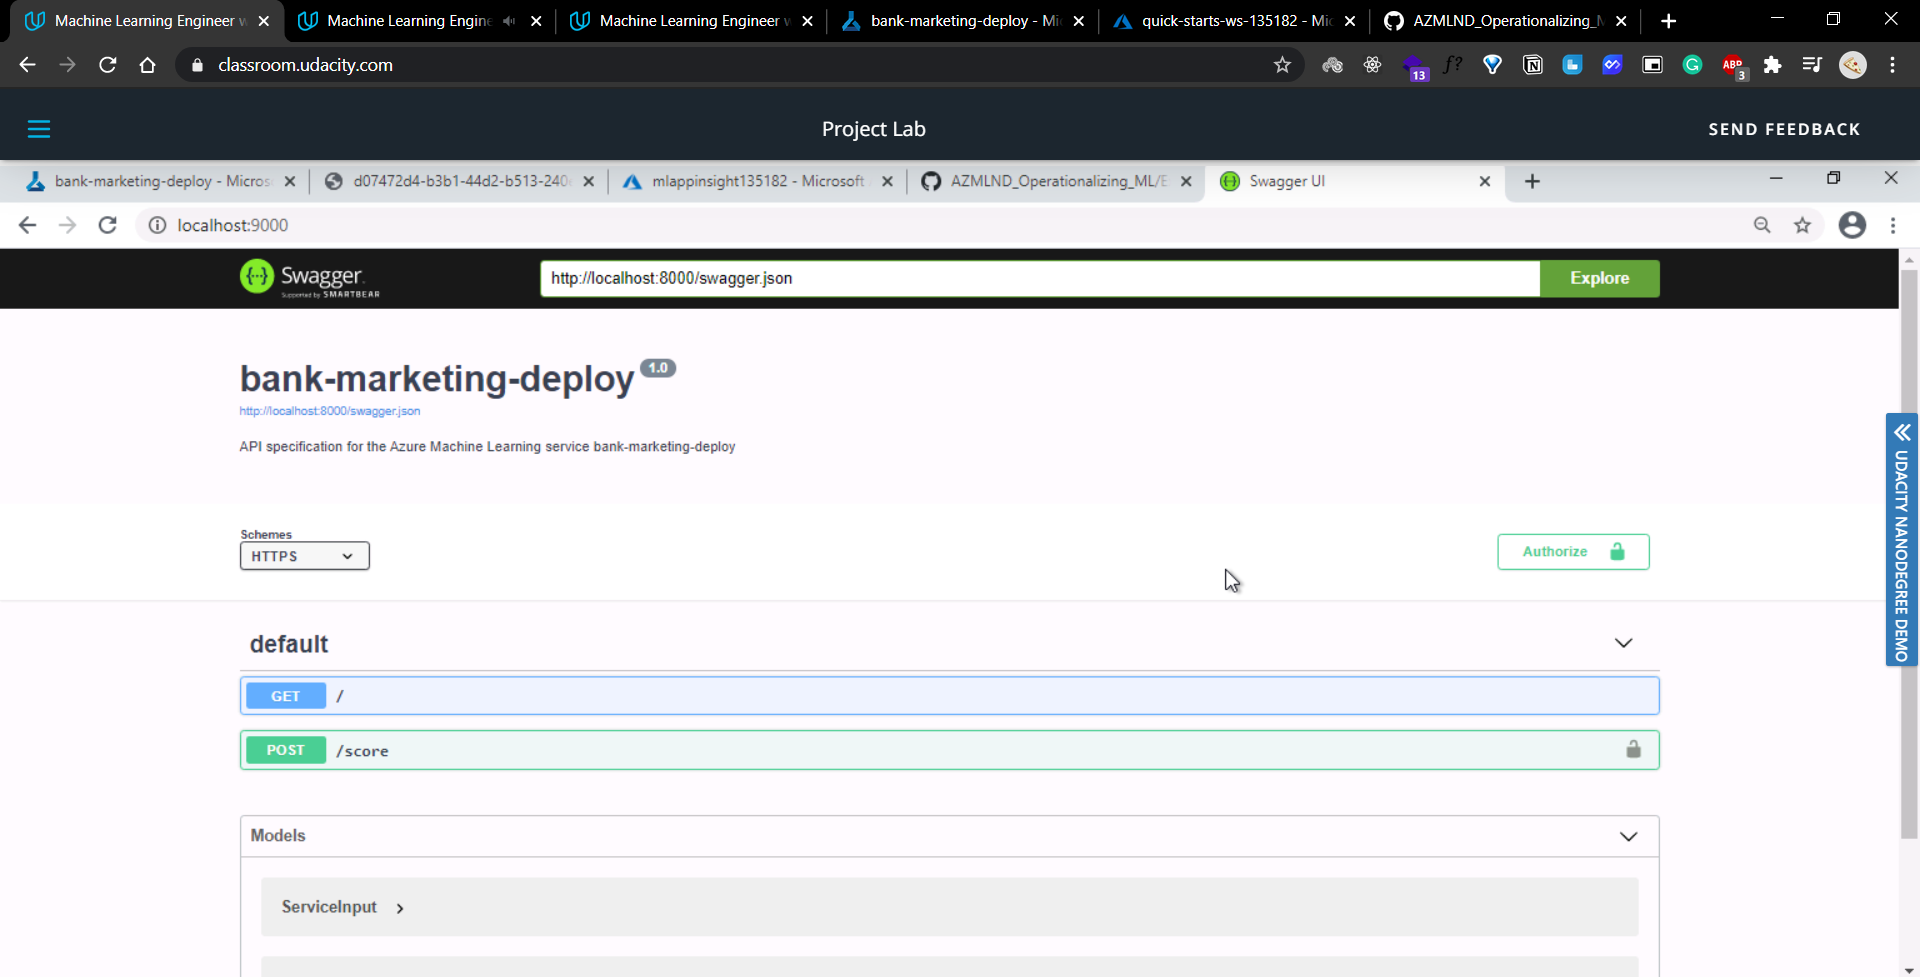 Machine Learning Engineer w
Machine Learning Engine
Machine Learning Engineer w
bank-marketing-deploy - Mi
quick-starts-ws-135182 - Mic
AZMLND_Operationalizing_M
classroom.udacity.com
13
f?
ABP
3
Project Lab
SEND FEEDBACK
bank-marketing-deploy - Micros
d07472d4-b3b1-44d2-b513-240
mlappinsight135182 - Microsoft
AZMLND_Operationalizing_ML/E
Swagger UI
localhost:9000
Swagger
Supported by SMARTBEAR
http://localhost:8000/swagger.json
Explore
bank-marketing-deploy 1.0
http://localhost:8000/swagger.json
API specification for the Azure Machine Learning service bank-marketing-deploy
UDACITY NANODEGREE DEMO
Schemes
HTTPS
Authorize
default
GET /
POST /score
Models
ServiceInput